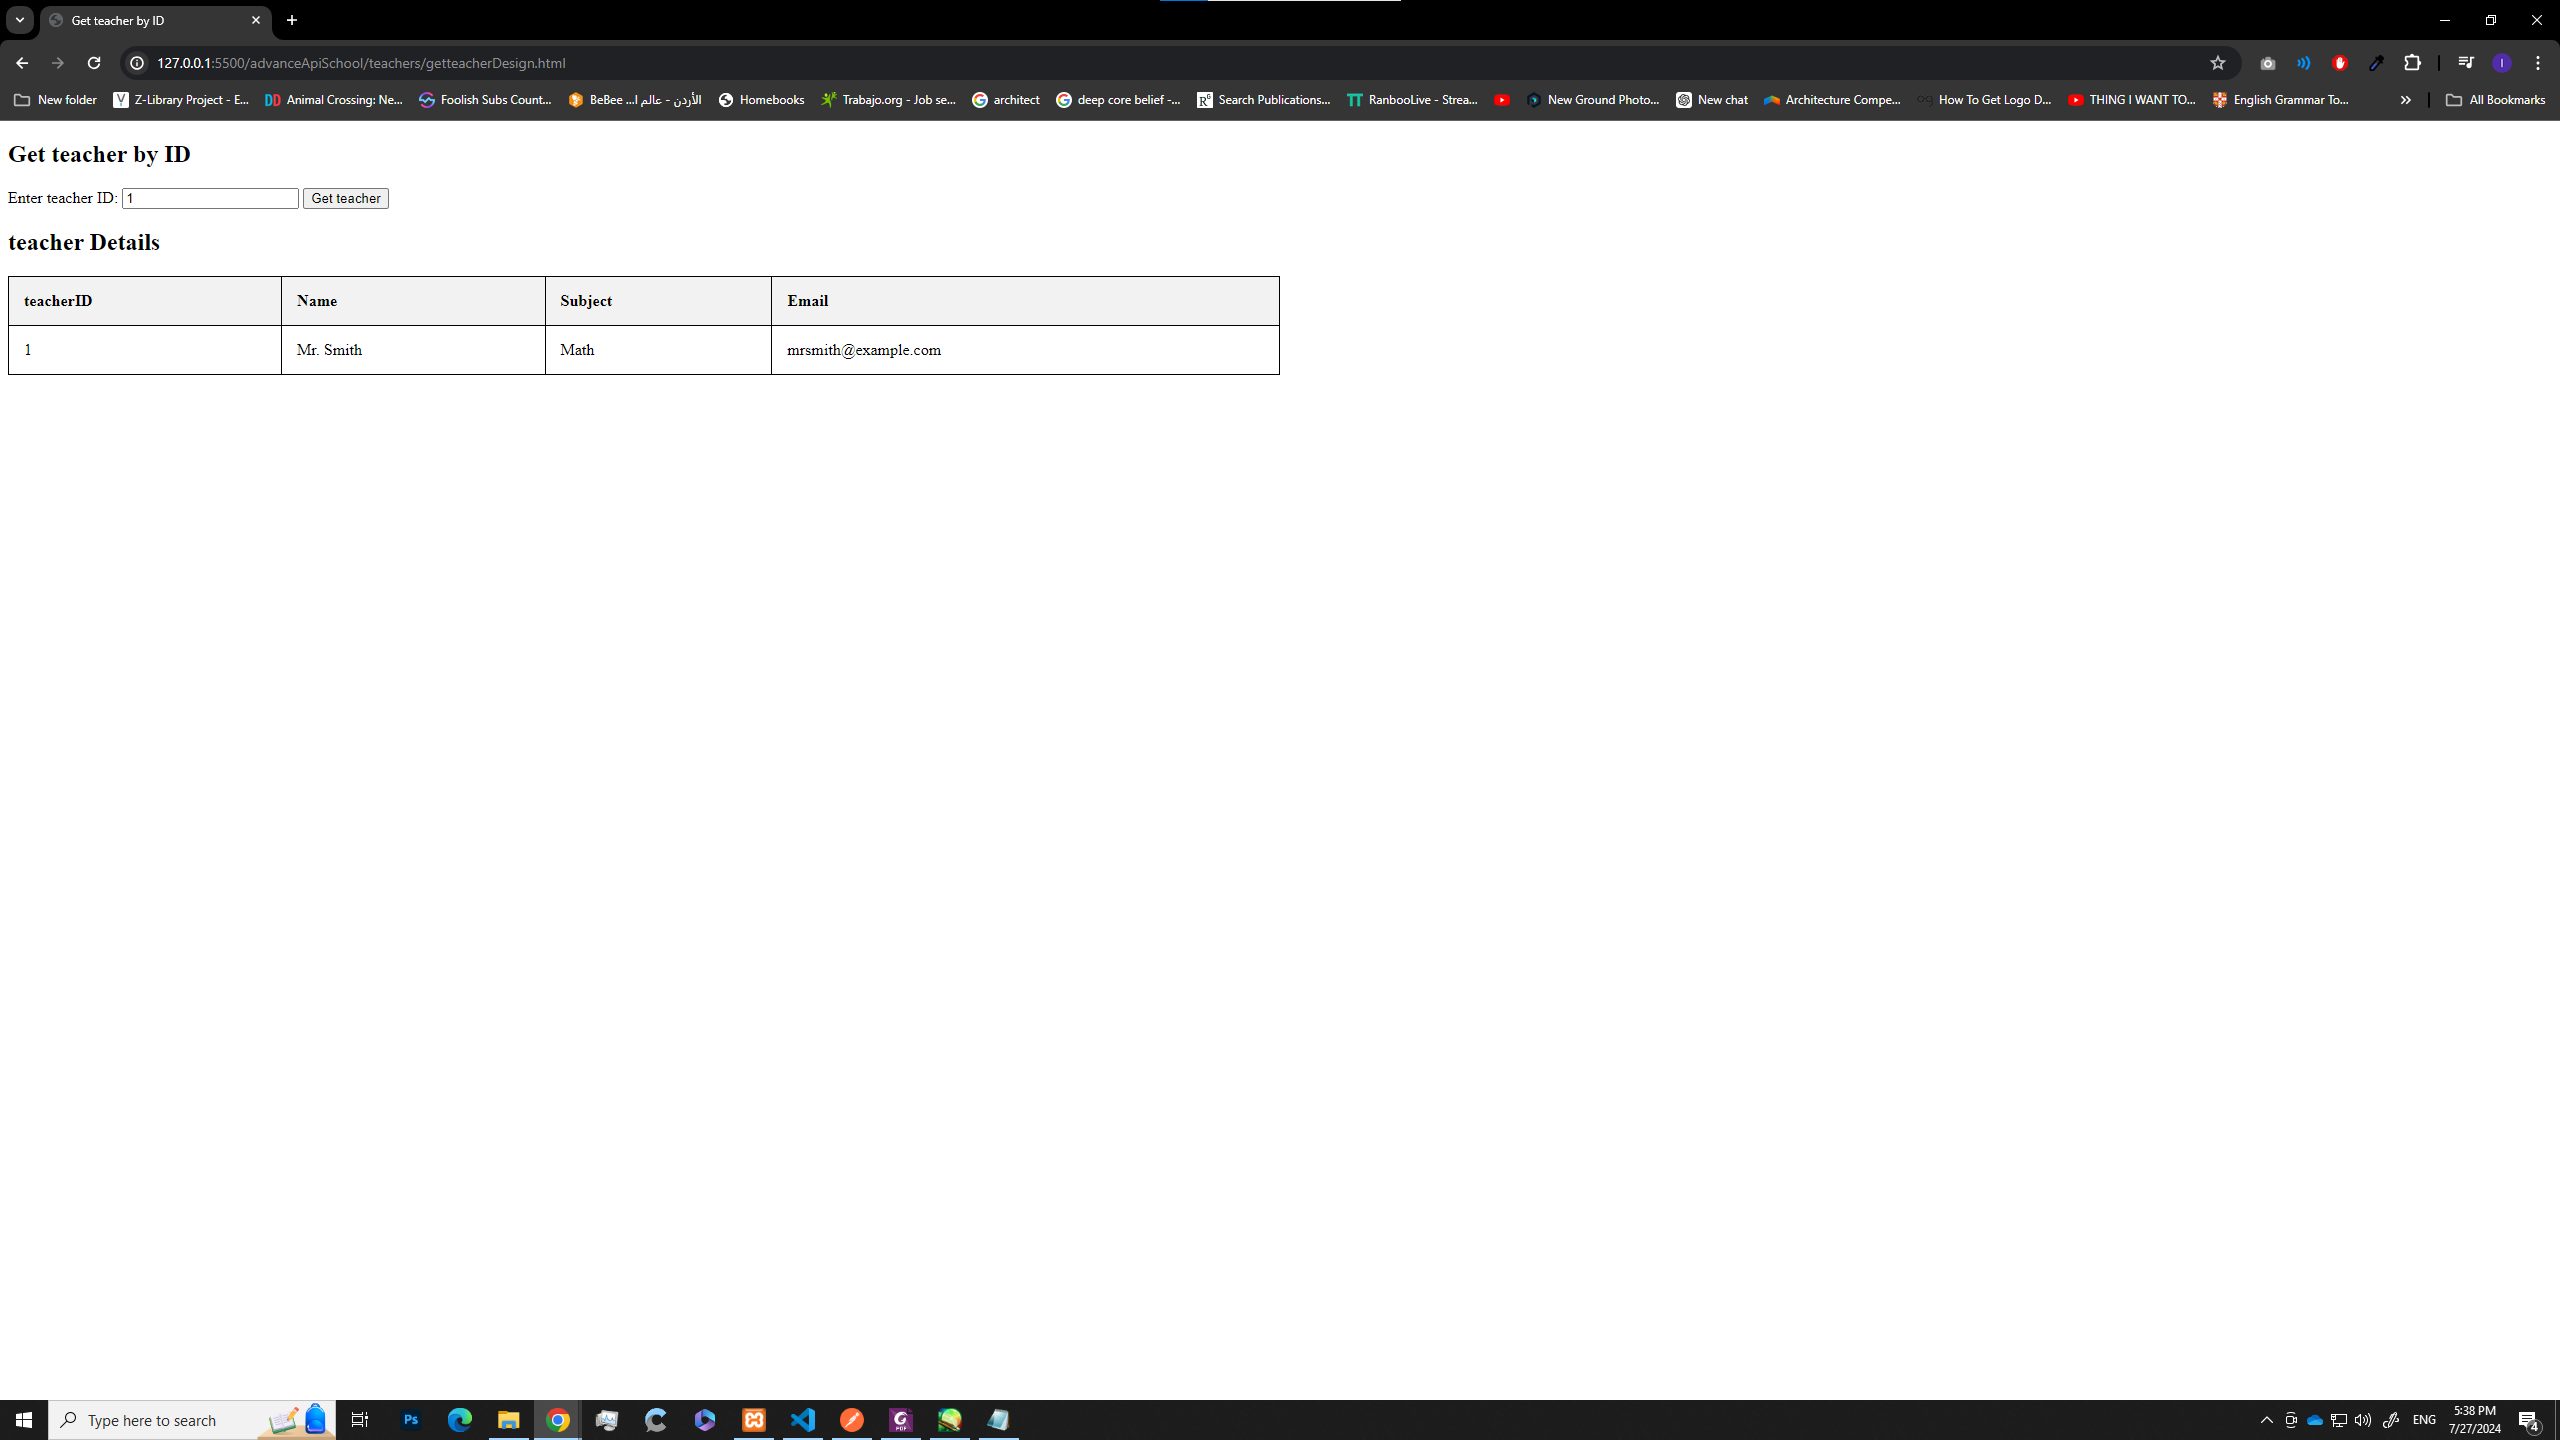 Get teacher by ID
127.0.0.1:5500/advanceApiSchool/teachers/getteacherDesign.html
New folder Z-Library Project - E... Animal Crossing: Ne... Foolish Subs Count... BeBee ... الأردن - عالم ا Homebooks Trabajo.org - Job se... architect deep core belief -... Search Publications... RanbooLive - Strea... New Ground Photo... New chat Architecture Compe... How To Get Logo D... THING I WANT TO... English Grammar To... All Bookmarks
Get teacher by ID
Enter teacher ID: 1 Get teacher
teacher Details
teacherID Name Subject Email
1 Mr. Smith Math mrsmith@example.com
Type here to search
ENG
5:38 PM
7/27/2024
4